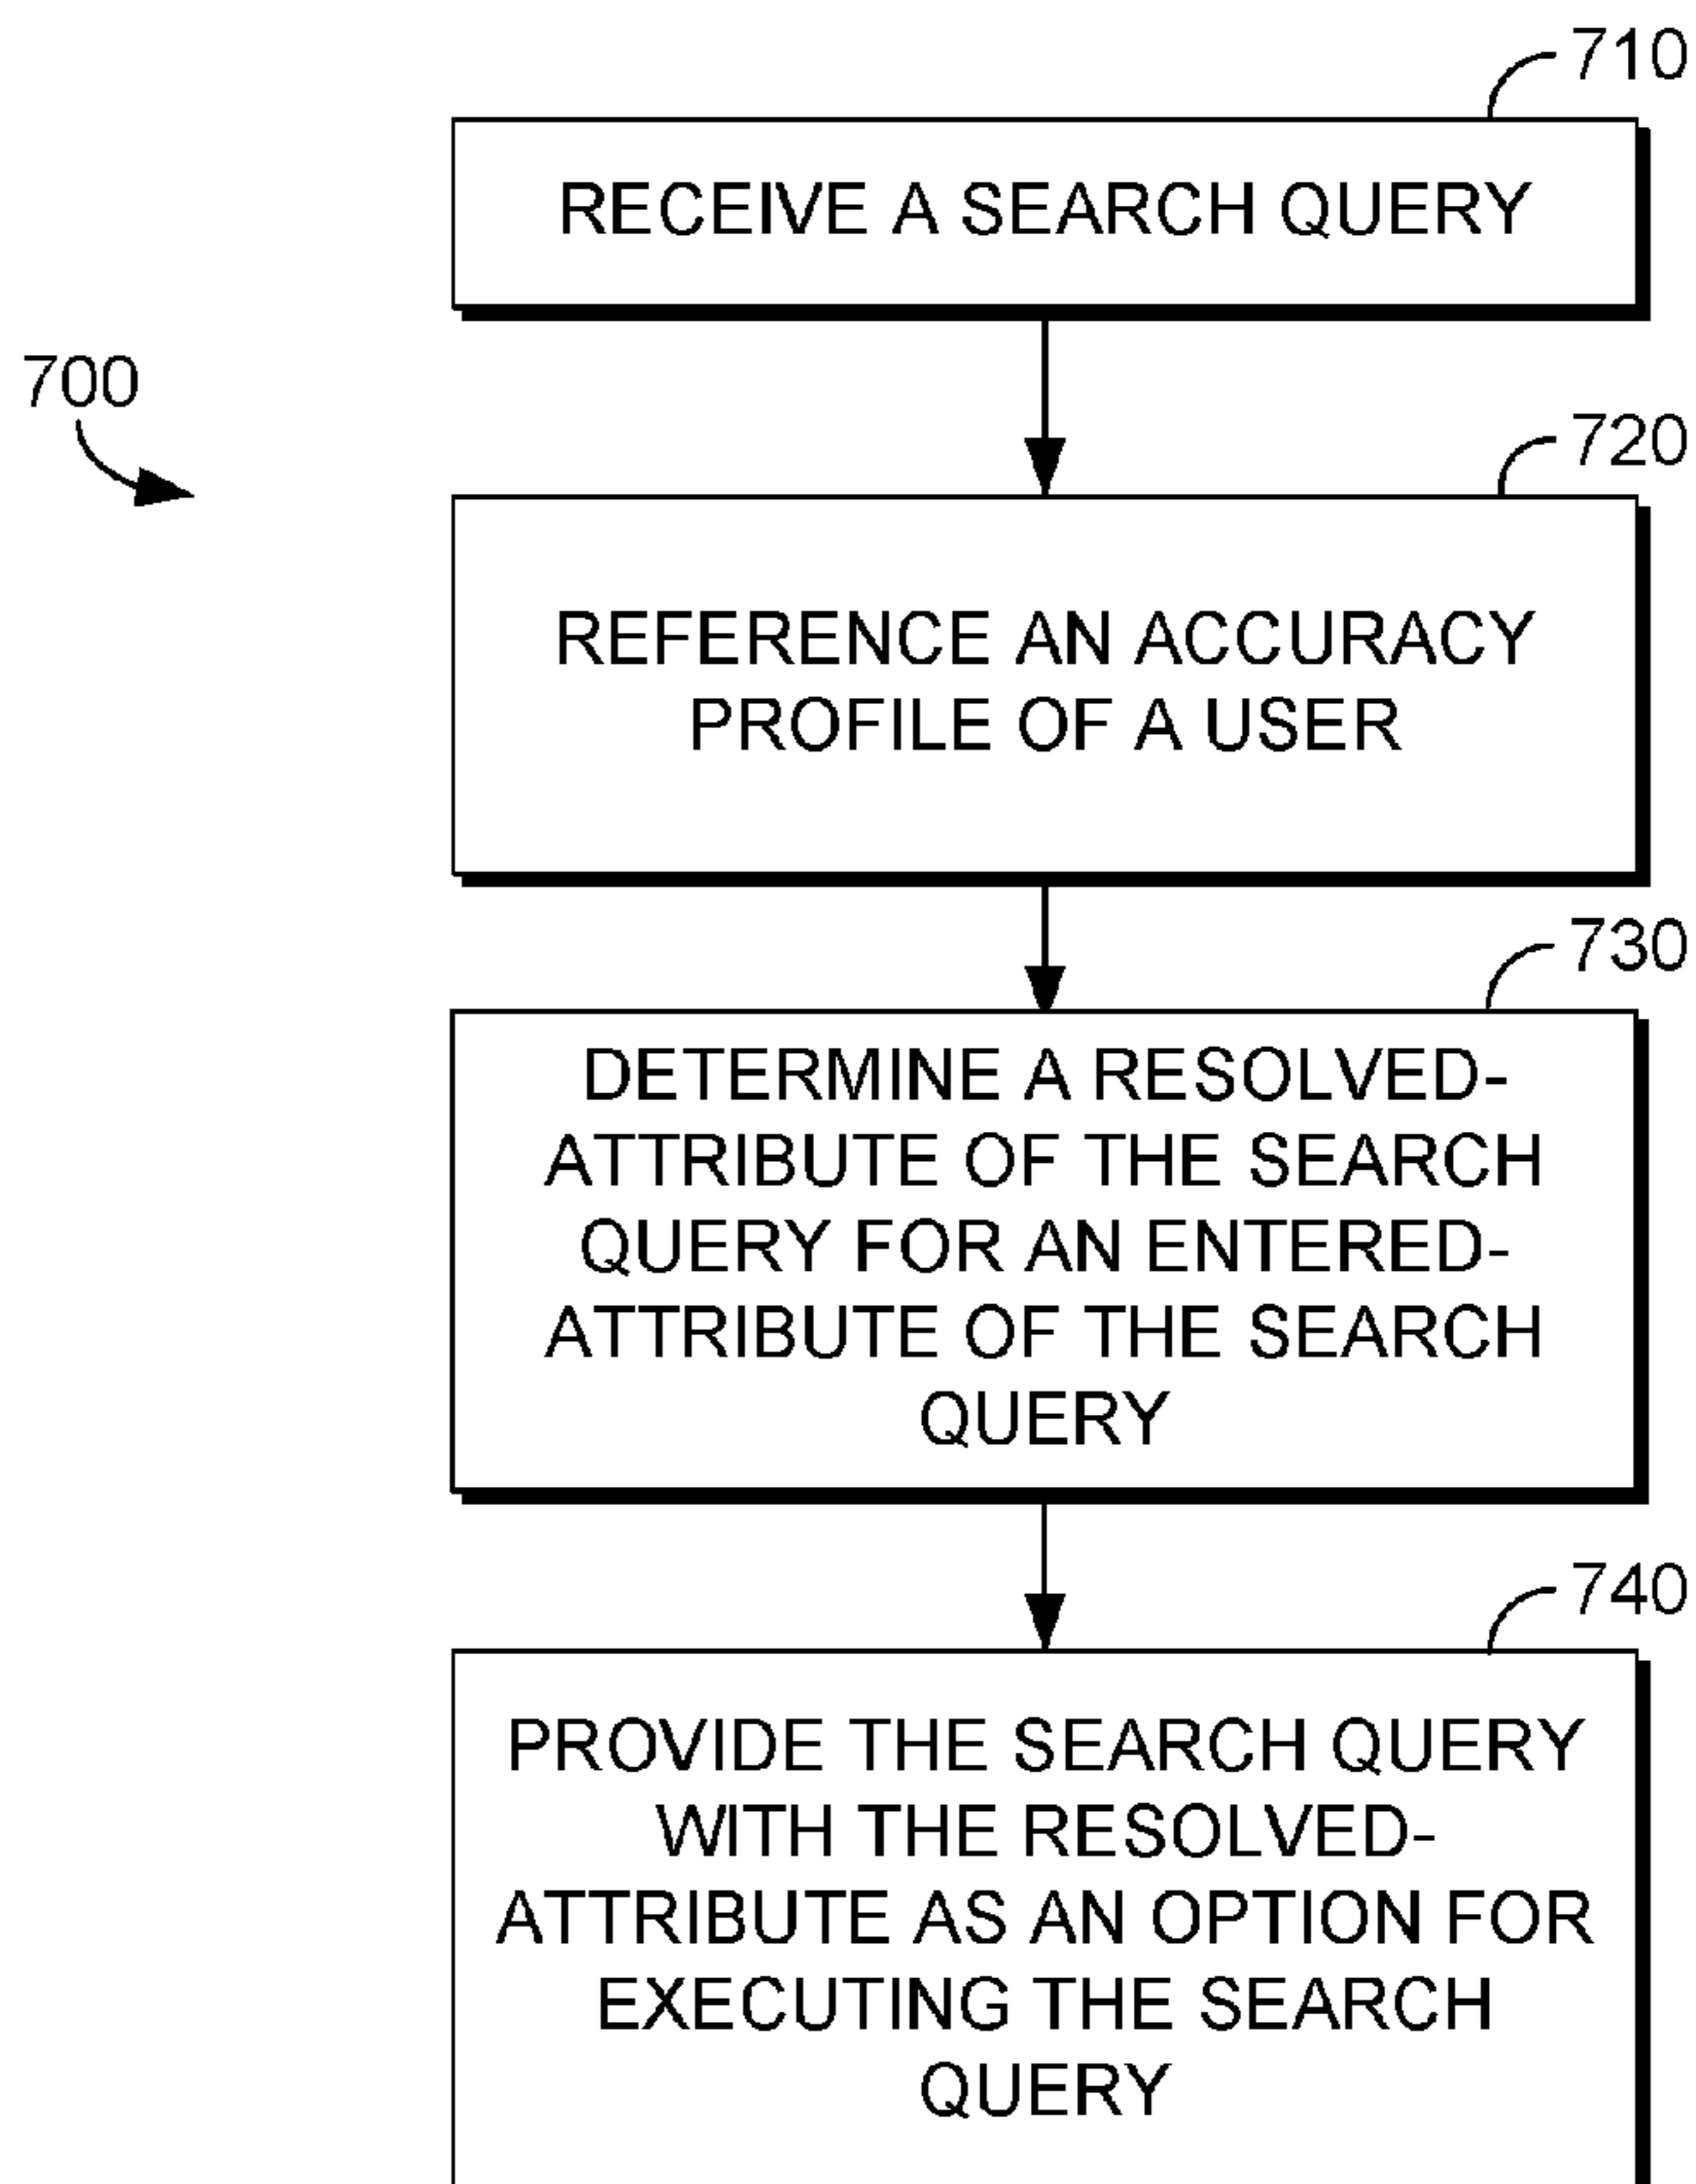 710
RECEIVE A SEARCH QUERY
700
720
REFERENCE AN ACCURACY
PROFILE OF A USER
730
DETERMINE A RESOLVED-
ATTRIBUTE OF THE SEARCH
QUERY FOR AN ENTERED-
ATTRIBUTE OF THE SEARCH
QUERY
740
PROVIDE THE SEARCH QUERY
WITH THE RESOLVED-
ATTRIBUTE AS AN OPTION FOR
EXECUTING THE SEARCH
QUERY